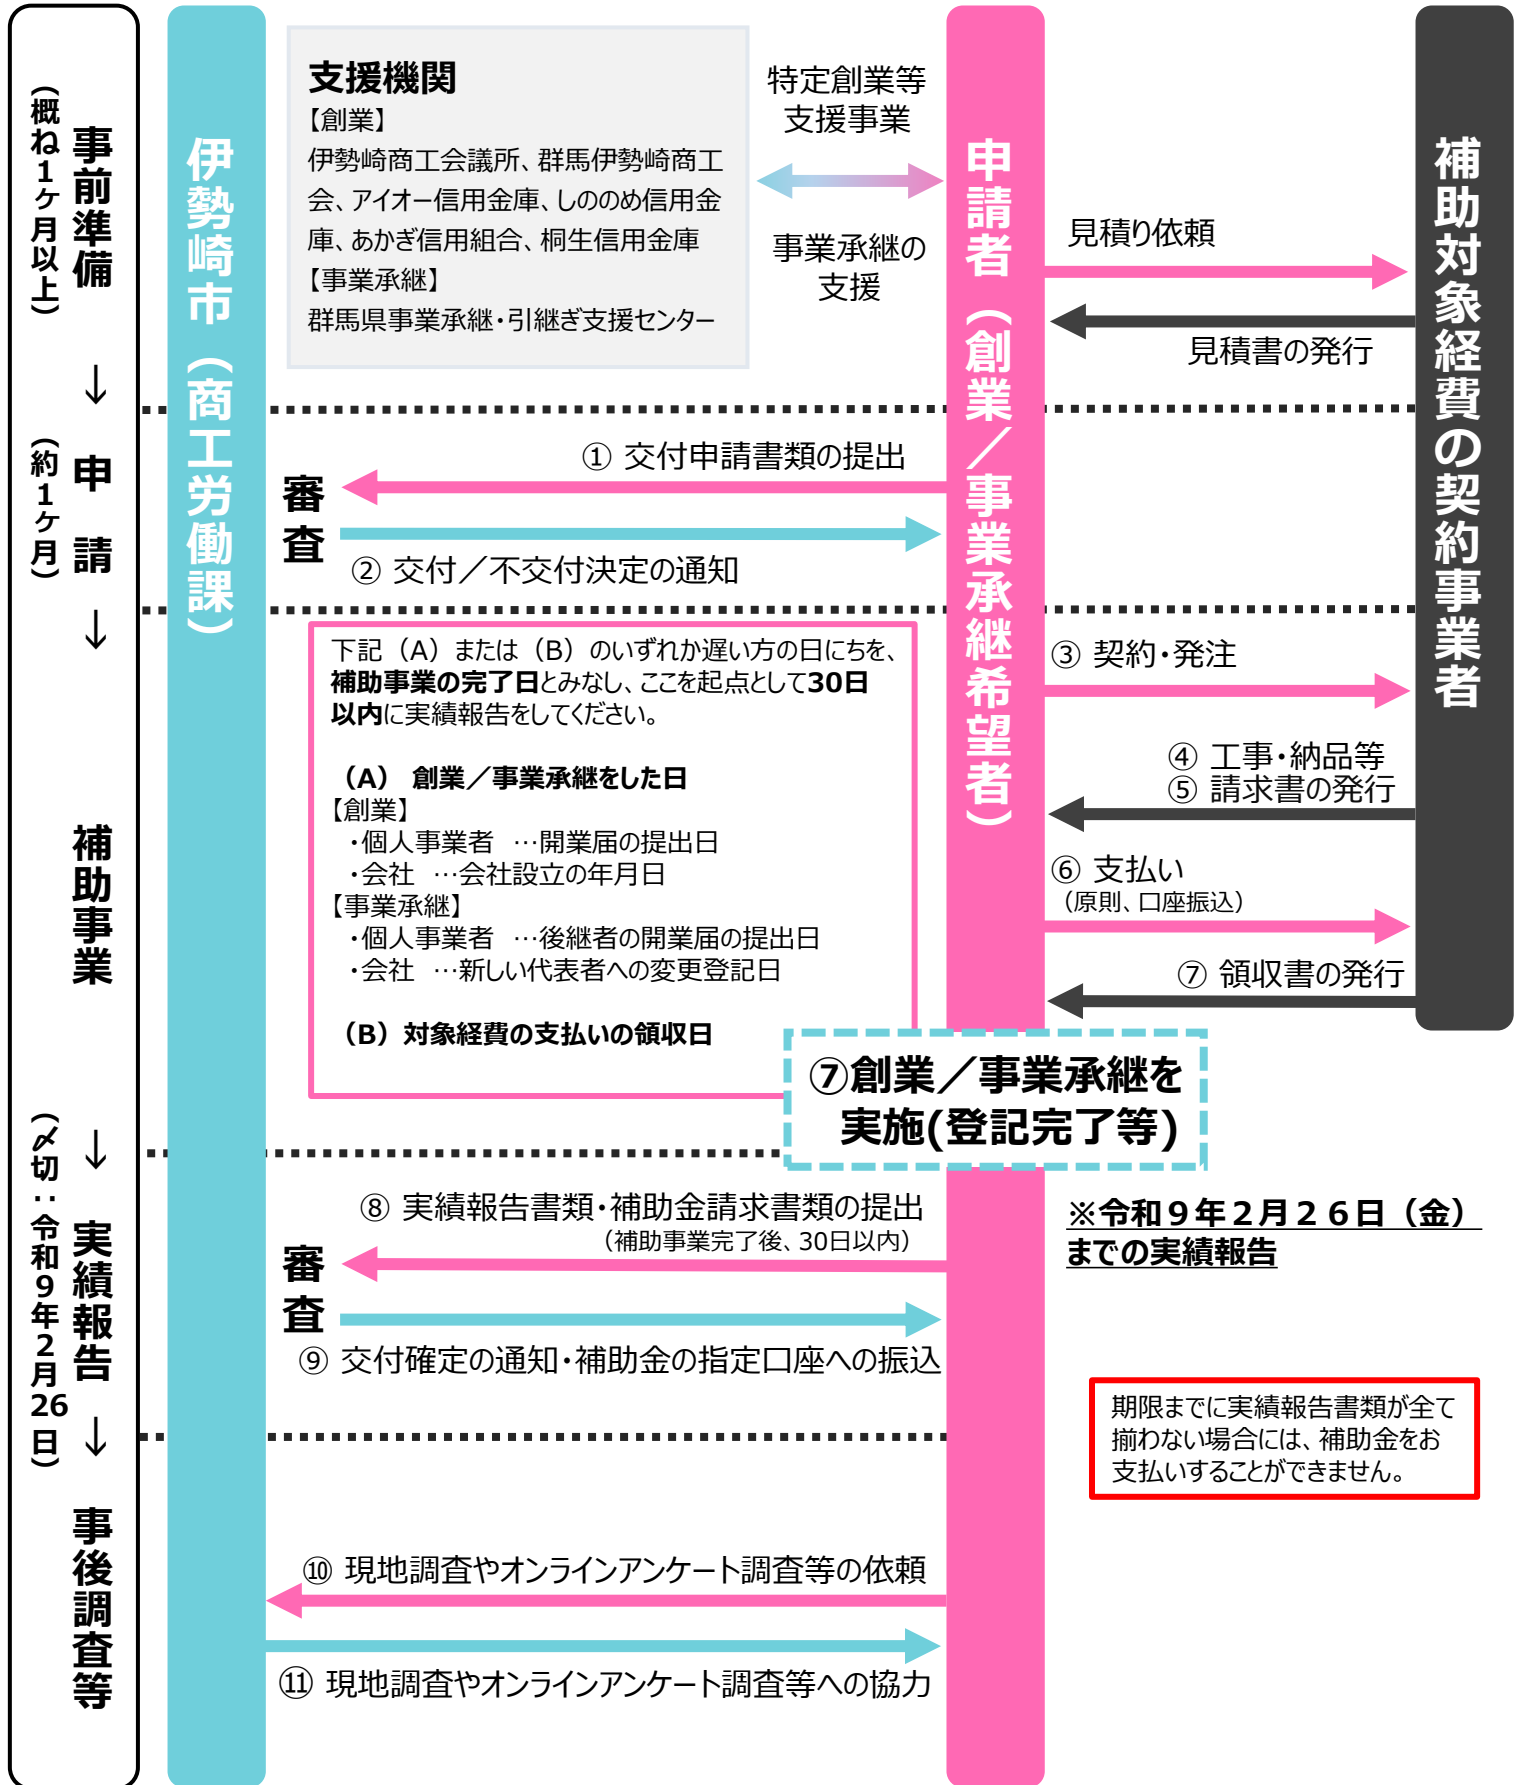 事前準備
（概ね１ヶ月以上）
↓
申請
（約１ヶ月）
↓
補助事業
↓
実績報告
（〆切：令和９年２月26日）
↓
事後調査等
伊勢崎市（商工労働課）
申請者（創業／事業承継希望者）
補助対象経費の契約事業者
支援機関
【創業】
伊勢崎商工会議所、群馬伊勢崎商工
会、アイオー信用金庫、しののめ信用金
庫、あかぎ信用組合、桐生信用金庫
【事業承継】
群馬県事業承継・引継ぎ支援センター
特定創業等
支援事業
事業承継の
支援
見積り依頼
見積書の発行
① 交付申請書類の提出
審査
② 交付／不交付決定の通知
下記（A）または（B）のいずれか遅い方の日にちを、
補助事業の完了日とみなし、ここを起点として30日
以内に実績報告をしてください。
（A） 創業／事業承継をした日
【創業】
・個人事業者 …開業届の提出日
・会社 …会社設立の年月日
【事業承継】
・個人事業者 …後継者の開業届の提出日
・会社 …新しい代表者への変更登記日
（B）対象経費の支払いの領収日
③ 契約・発注
④ 工事・納品等
⑤ 請求書の発行
⑥ 支払い
（原則、口座振込）
⑦ 領収書の発行
⑦創業／事業承継を
実施(登記完了等)
⑧ 実績報告書類・補助金請求書類の提出
（補助事業完了後、30日以内）
審査
⑨ 交付確定の通知・補助金の指定口座への振込
※令和９年２月２６日（金）
までの実績報告
期限までに実績報告書類が全て
揃わない場合には、補助金をお
支払いすることができません。
⑩ 現地調査やオンラインアンケート調査等の依頼
⑪ 現地調査やオンラインアンケート調査等への協力